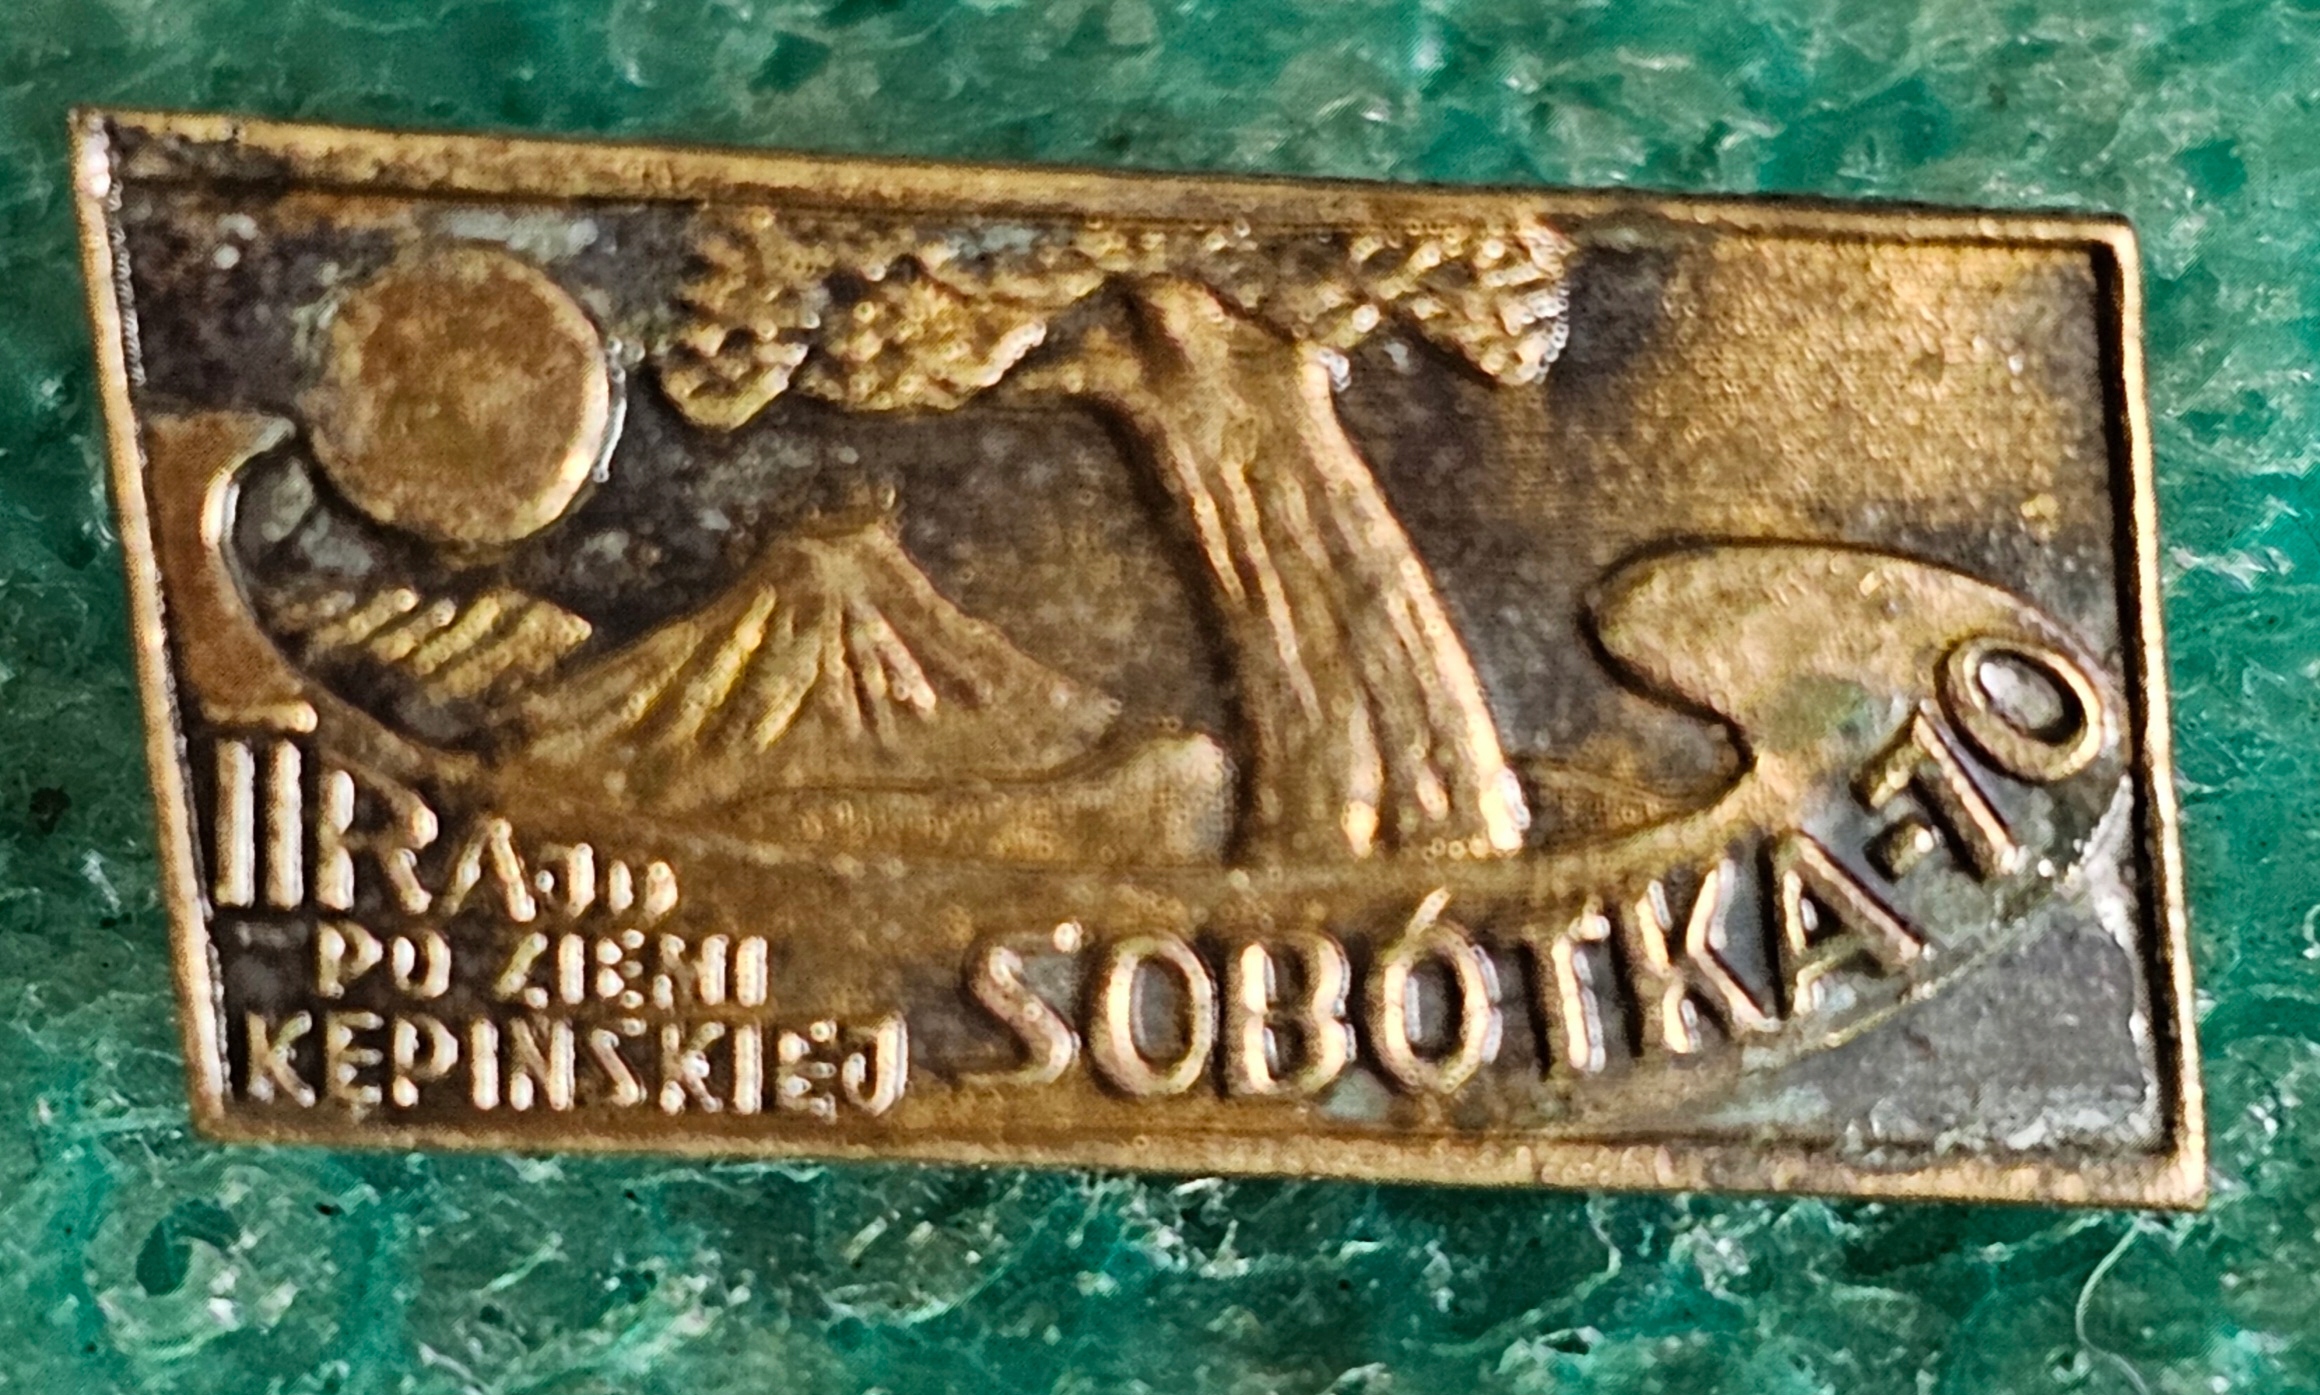 II RAJD
PO ZIEMI
KĘPIŃSKIEJ
SOBÓTKA-70